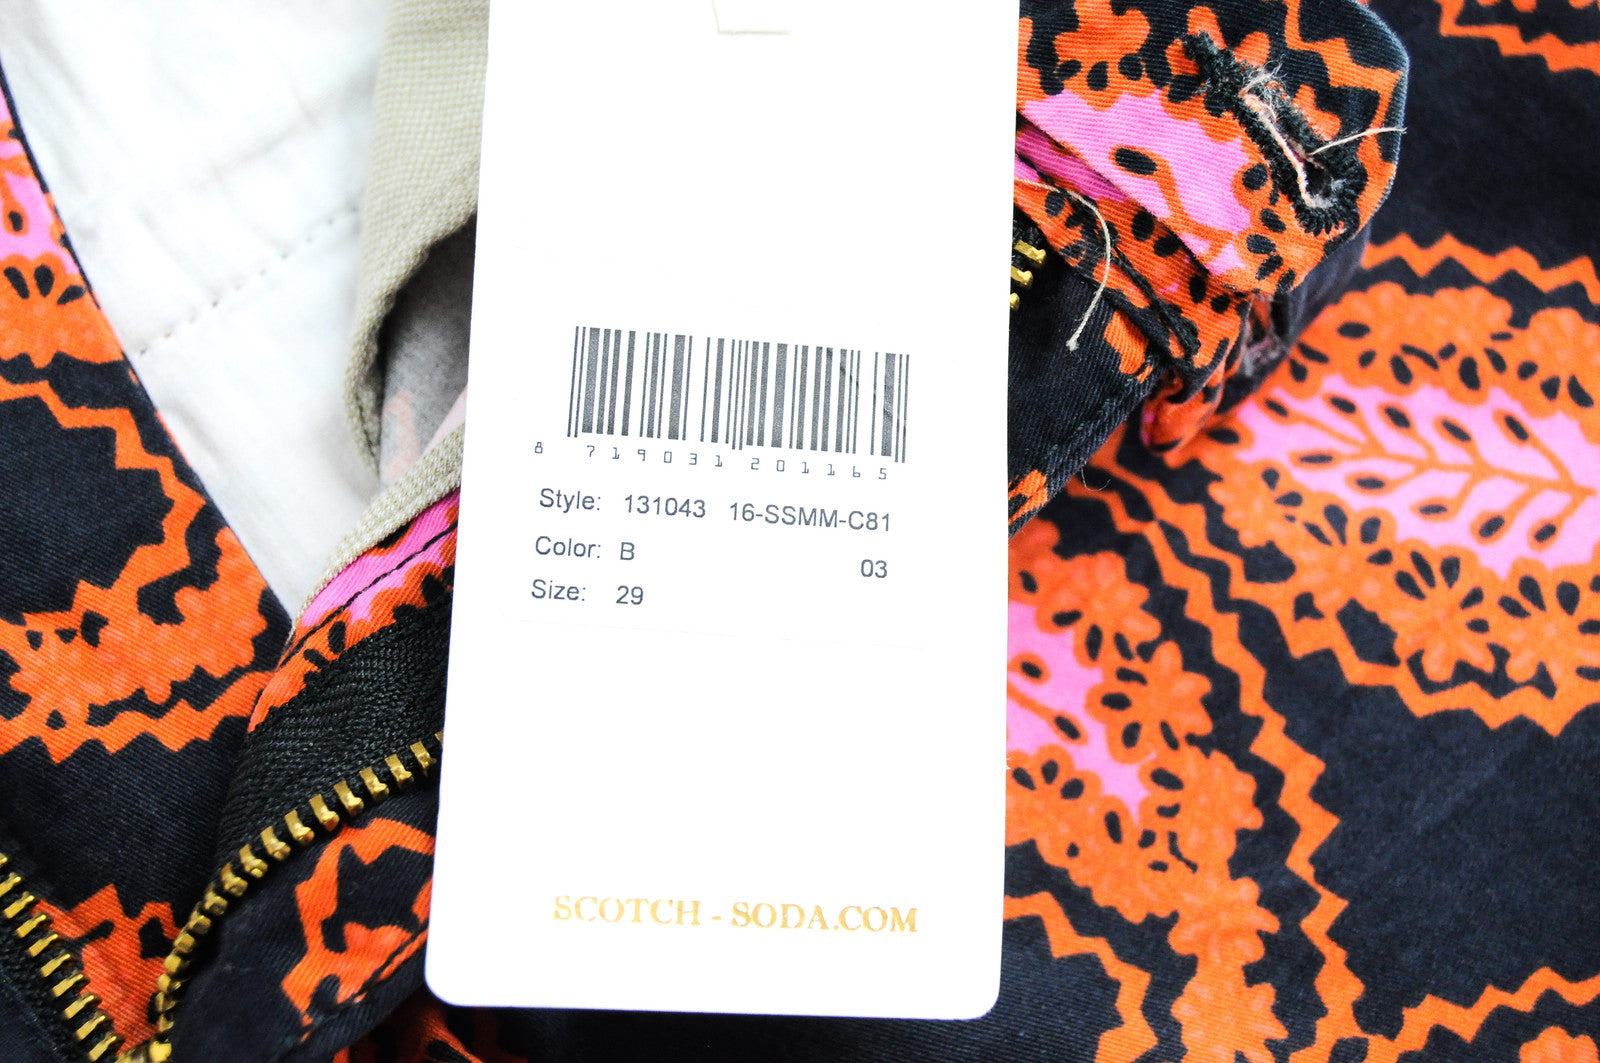 8 719031 201165
Style: 131043 16-SSMM-C81
Color: B 03
Size: 29
SCOTCH - SODA.COM